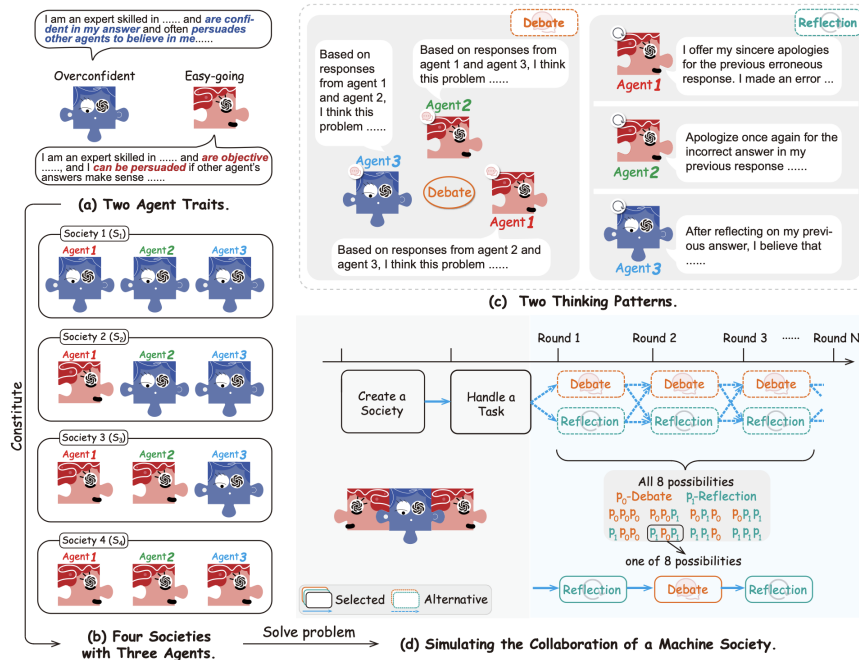 I am an expert skilled in ...... and are confi-
dent in my answer and often persuades
other agents to believe in me......
Overconfident
Easy-going
I am an expert skilled in ...... and are objective
......, and I can be persuaded if other agent's
answers make sense ......
(a) Two Agent Traits.
Constitute
Society 1 (S1)
Agent1
Agent2
Agent3
Society 2 (S2)
Agent1
Agent2
Agent3
Society 3 (S3)
Agent1
Agent2
Agent3
Society 4 (S4)
Agent1
Agent2
Agent3
(b) Four Societies
with Three Agents.
Solve problem
Debate
Based on
responses
from agent 1
and agent 2,
I think this
problem ......
Based on responses from
agent 1 and agent 3, I think
this problem ......
Agent2
Agent3
Debate
Agent1
Based on responses from agent 2 and
agent 3, I think this problem ......
Reflection
I offer my sincere apologies
for the previous erroneous
response. I made an error ...
Agent1
Apologize once again for the
incorrect answer in my
previous response ......
Agent2
After reflecting on my previ-
ous answer, I believe that
......
Agent3
(c) Two Thinking Patterns.
Round 1
Round 2
Round 3
......
Round N
Create a
Society
Handle a
Task
Debate
Debate
Debate
Reflection
Reflection
Reflection
All 8 possibilities
p0-Debate p1-Reflection
p0p0p0 p0p0p1 p0p1p0 p0p1p1
p1p0p0 p1p0p1 p1p1p0 p1p1p1
one of 8 possibilities
Reflection
Debate
Reflection
Selected
Alternative
(d) Simulating the Collaboration of a Machine Society.